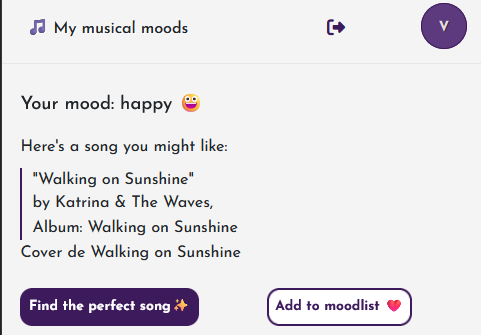 My musical moods
V
Your mood: happy
Here's a song you might like:
"Walking on Sunshine"
by Katrina & The Waves,
Album: Walking on Sunshine
Cover de Walking on Sunshine
Find the perfect song✨
Add to moodlist